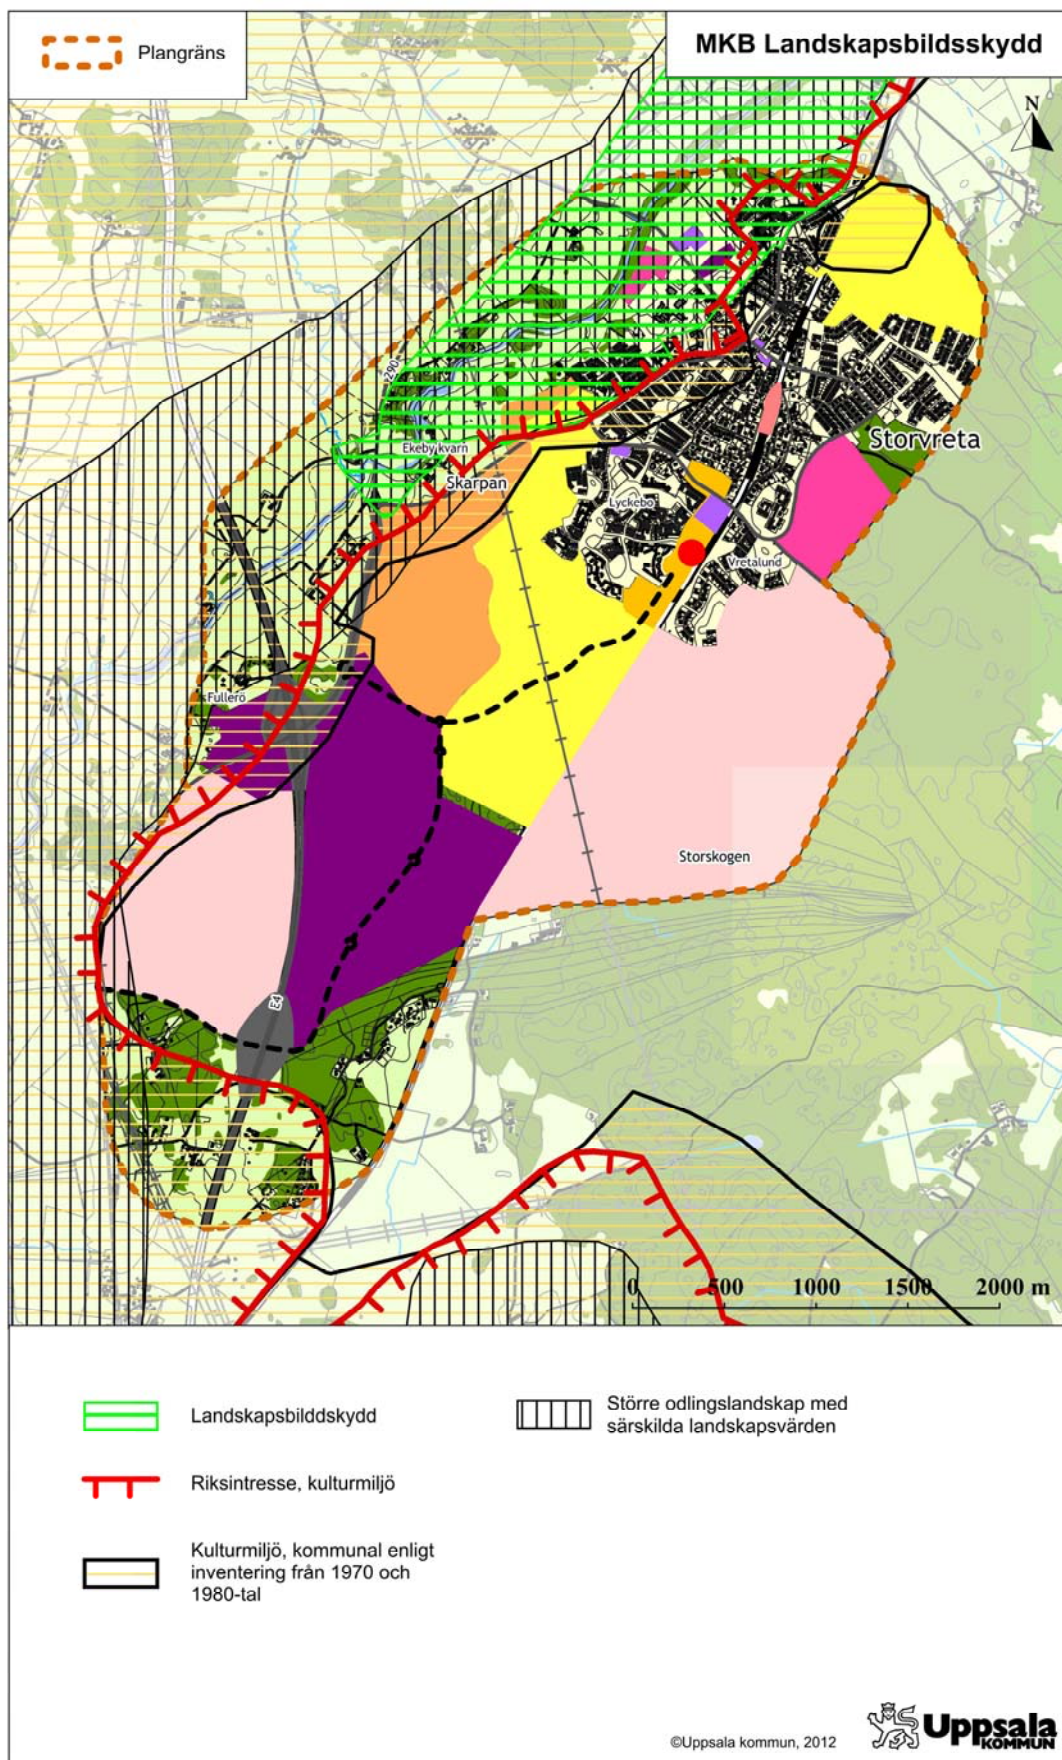 Plangräns
MKB Landskapsbildsskydd
N
290
Storvreta
Ekeby kvarn
Skärpan
Lyckebo
Vretalund
Fullerö
Storskogen
E4
0 500 1000 1500 2000 m
Landskapsbilddskydd
Större odlingslandskap med
särskilda landskapsvärden
Riksintresse, kulturmiljö
Kulturmiljö, kommunal enligt
inventering från 1970 och
1980-tal
©Uppsala kommun, 2012
Uppsala
KOMMUN